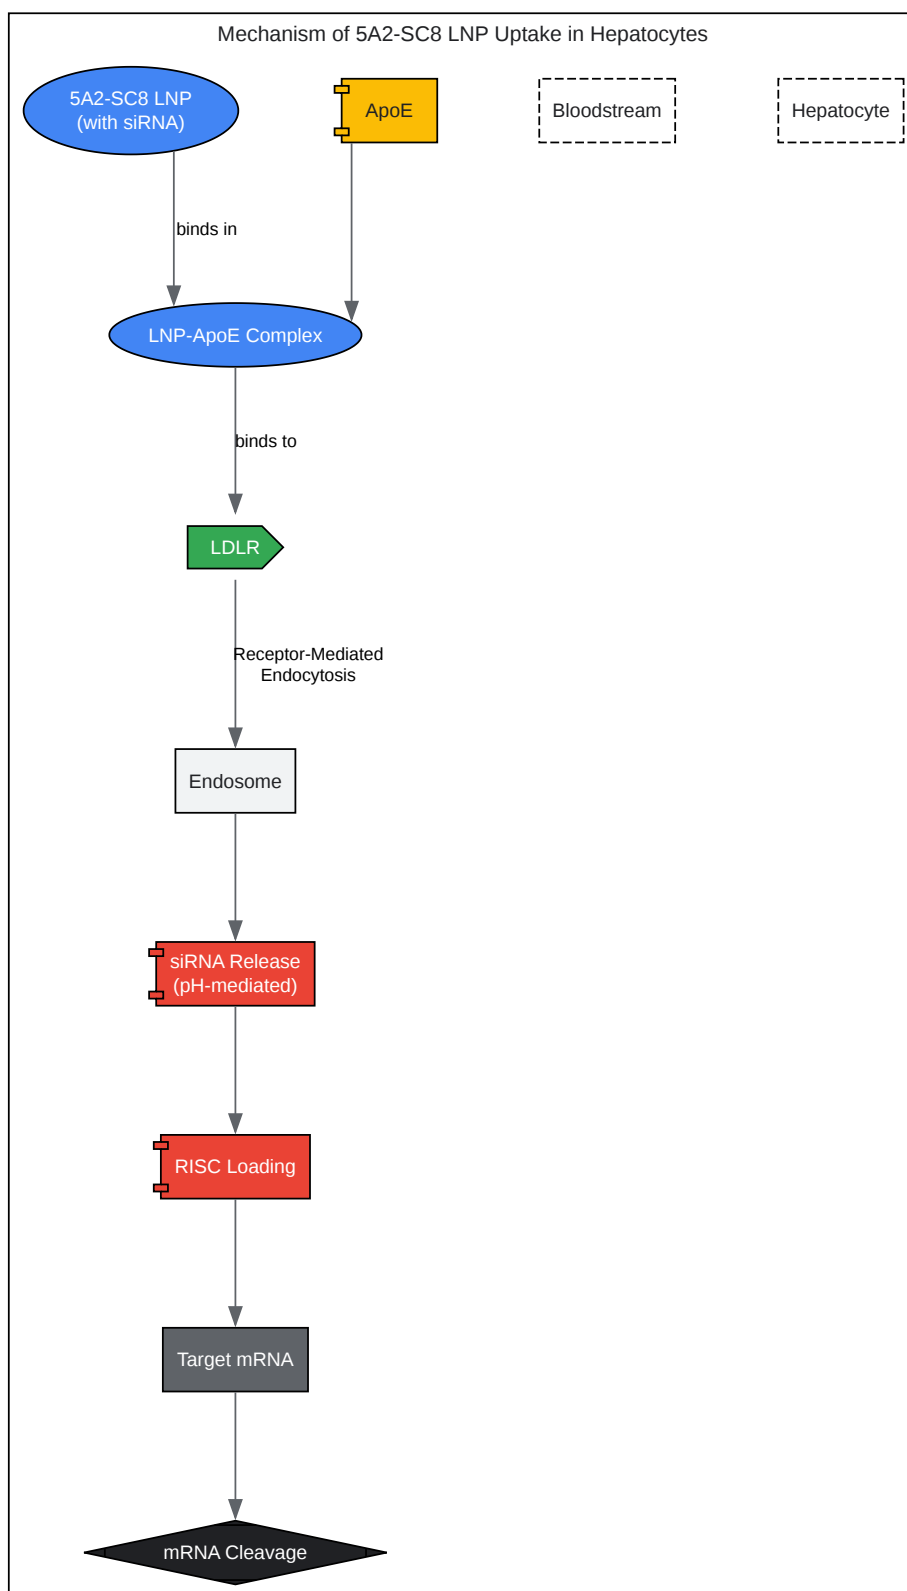 Mechanism of 5A2-SC8 LNP Uptake in Hepatocytes
5A2-SC8 LNP
(with siRNA)
ApoE
Bloodstream
Hepatocyte
binds in
LNP-ApoE Complex
binds to
LDLR
Receptor-Mediated
Endocytosis
Endosome
siRNA Release
(pH-mediated)
RISC Loading
Target mRNA
mRNA Cleavage